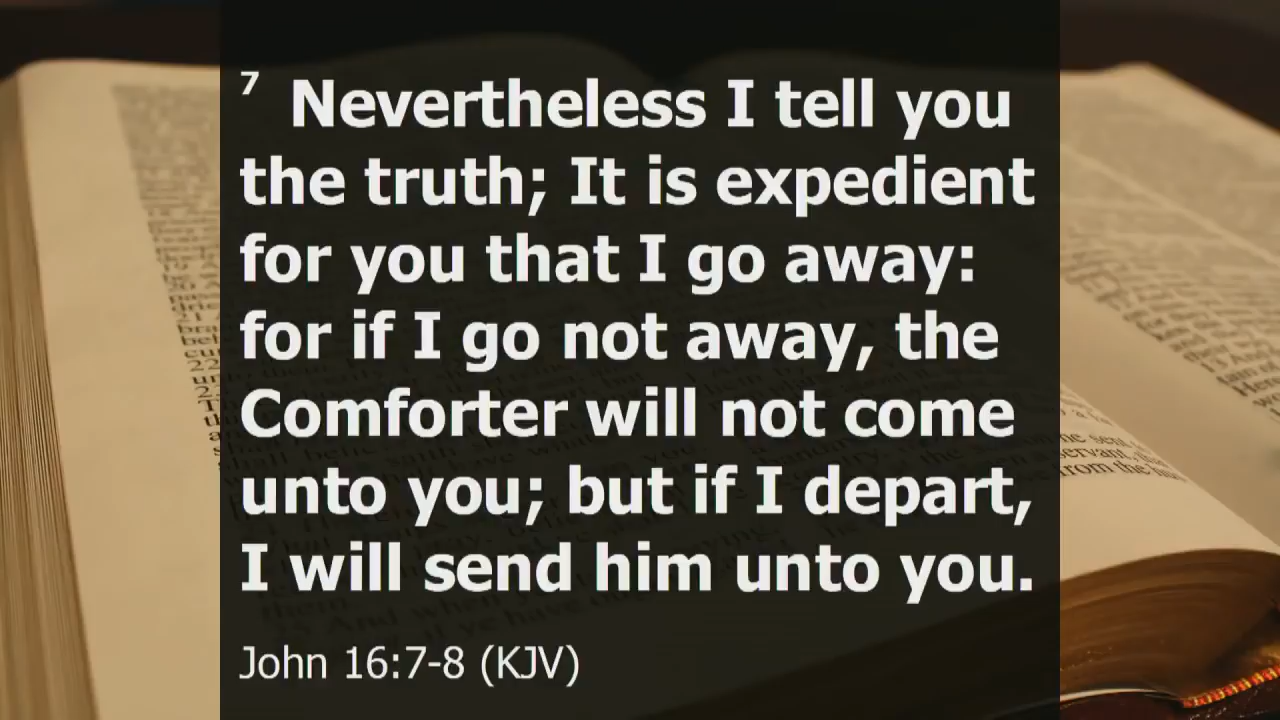 7 Nevertheless I tell you
the truth; It is expedient
for you that I go away:
for if I go not away, the
Comforter will not come
unto you; but if I depart,
I will send him unto you.
John 16:7-8 (KJV)